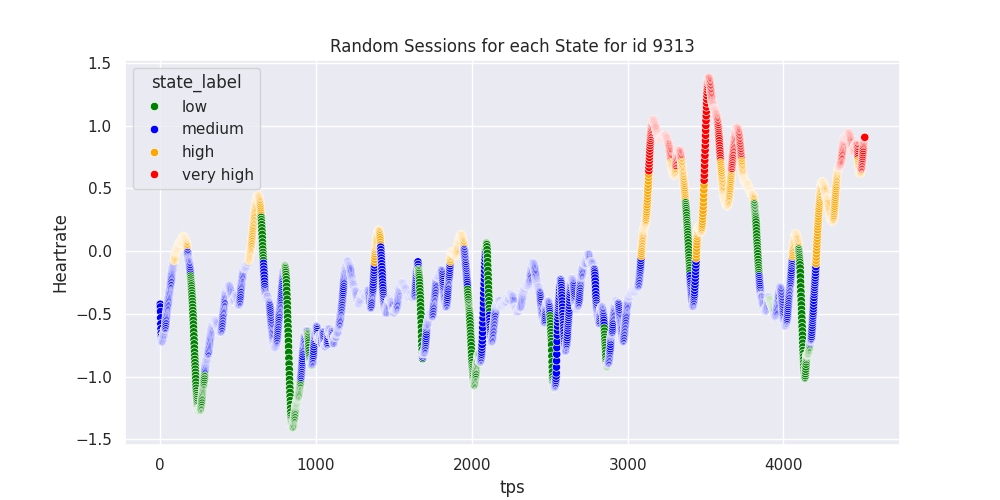 Random Sessions for each State for id 9313
state_label
low
medium
high
very high
Heartrate
1.5
1.0
0.5
0.0
−0.5
−1.0
−1.5
0 1000 2000 3000 4000
tps